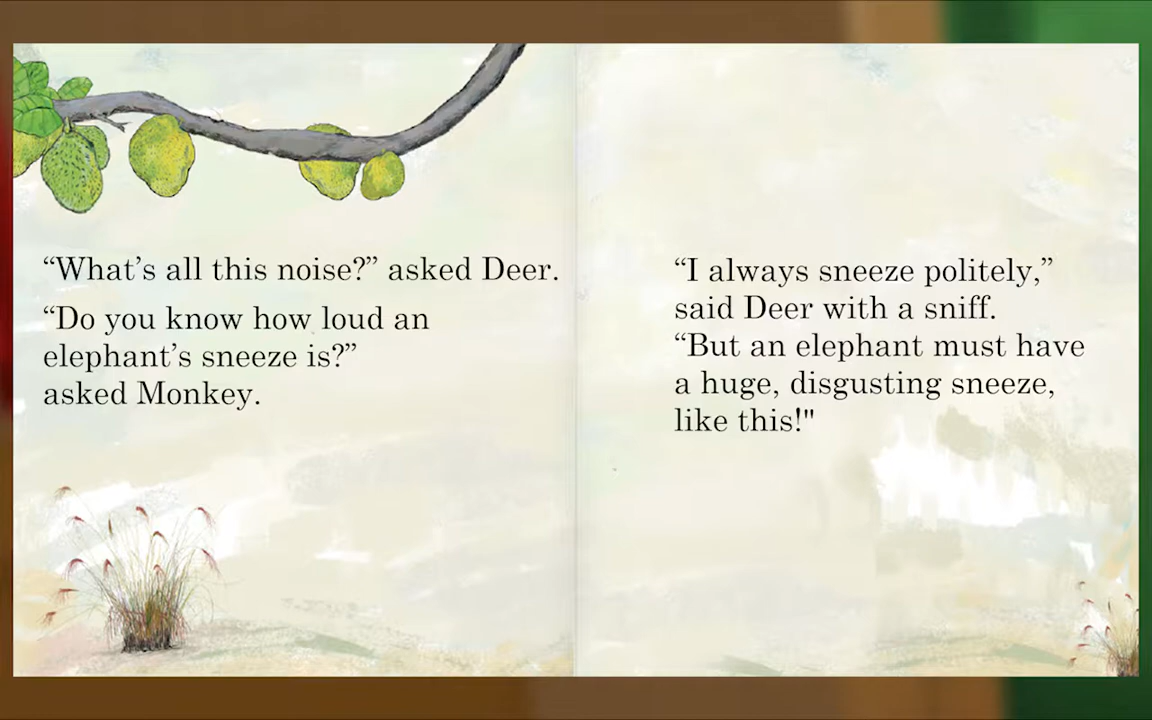 “What’s all this noise?” asked Deer.
“Do you know how loud an
elephant’s sneeze is?”
asked Monkey.
“I always sneeze politely,”
said Deer with a sniff.
“But an elephant must have
a huge, disgusting sneeze,
like this!"